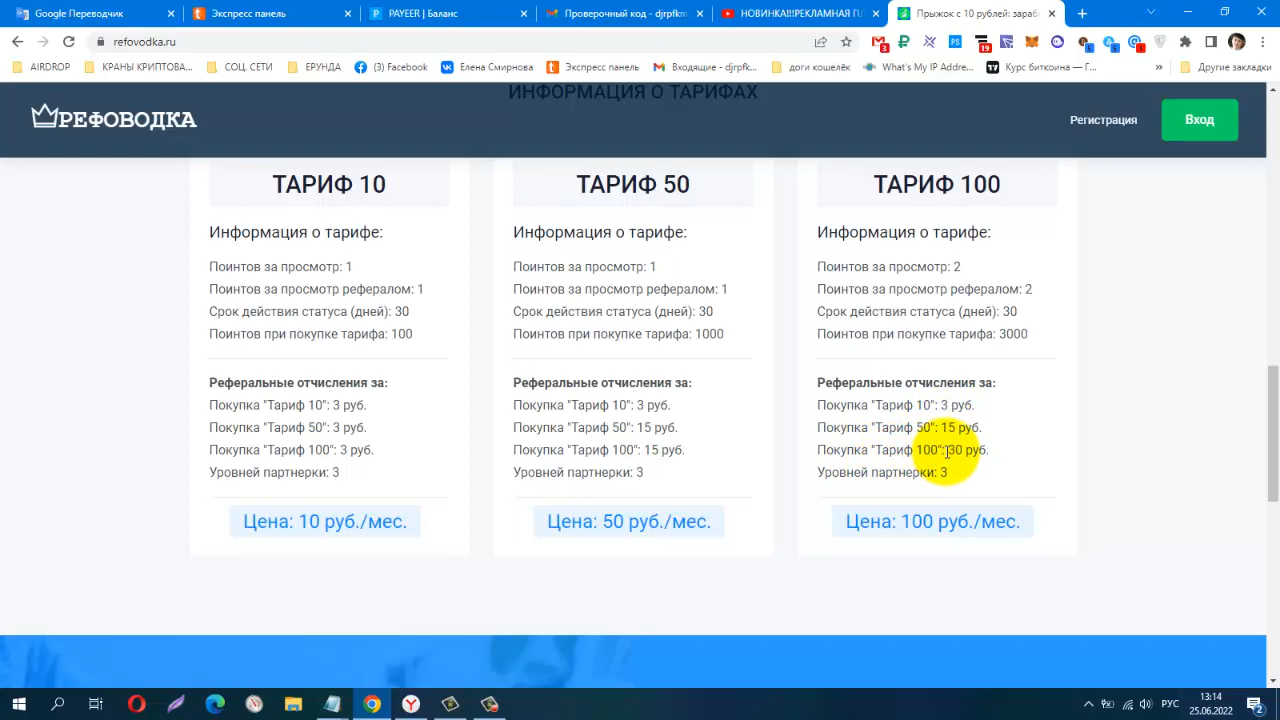 Google Переводчик
Экспресс панель
PAYEER | Баланс
Проверочный код - djrpfkm
НОВИНКА!!!РЕКЛАМНАЯ ПЛ
Прыжок с 10 рублей: зараб
refovodka.ru
3
19
5
5
1
AIRDROP
КРАНЫ КРИПТОВА...
СОЦ. СЕТИ
ЕРУНДА
(3) Facebook
Елена Смирнова
Экспресс панель
Входящие - djrpfk...
доги кошелёк
What's My IP Addre...
Курс биткоина — Г...
»
Другие закладки
ИНФОРМАЦИЯ О ТАРИФАХ
РЕФОВОДКА
Регистрация
Вход
ТАРИФ 10
Информация о тарифе:
Поинтов за просмотр: 1
Поинтов за просмотр рефералом: 1
Срок действия статуса (дней): 30
Поинтов при покупке тарифа: 100
Реферальные отчисления за:
Покупка "Тариф 10": 3 руб.
Покупка "Тариф 50": 3 руб.
Покупка "Тариф 100": 3 руб.
Уровней партнерки: 3
Цена: 10 руб./мес.
ТАРИФ 50
Информация о тарифе:
Поинтов за просмотр: 1
Поинтов за просмотр рефералом: 1
Срок действия статуса (дней): 30
Поинтов при покупке тарифа: 1000
Реферальные отчисления за:
Покупка "Тариф 10": 3 руб.
Покупка "Тариф 50": 15 руб.
Покупка "Тариф 100": 15 руб.
Уровней партнерки: 3
Цена: 50 руб./мес.
ТАРИФ 100
Информация о тарифе:
Поинтов за просмотр: 2
Поинтов за просмотр рефералом: 2
Срок действия статуса (дней): 30
Поинтов при покупке тарифа: 3000
Реферальные отчисления за:
Покупка "Тариф 10": 3 руб.
Покупка "Тариф 50": 15 руб.
Покупка "Тариф 100": 30 руб.
Уровней партнерки: 3
Цена: 100 руб./мес.
РУС
13:14
25.06.2022
2